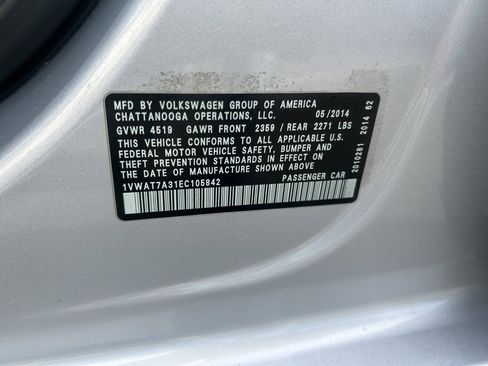 MFD BY VOLKSWAGEN GROUP OF AMERICA
CHATTANOOGA OPERATIONS, LLC. 05/2014
GVWR 4519 GAWR FRONT 2359 / REAR 2271 LBS
THIS VEHICLE CONFORMS TO ALL APPLICABLE U.S.
FEDERAL MOTOR VEHICLE SAFETY, BUMPER AND
THEFT PREVENTION STANDARDS IN EFFECT ON
THE DATE OF MANUFACTURE SHOWN ABOVE
1VWAT7A31EC105842 PASSENGER CAR
2010281 2014 62